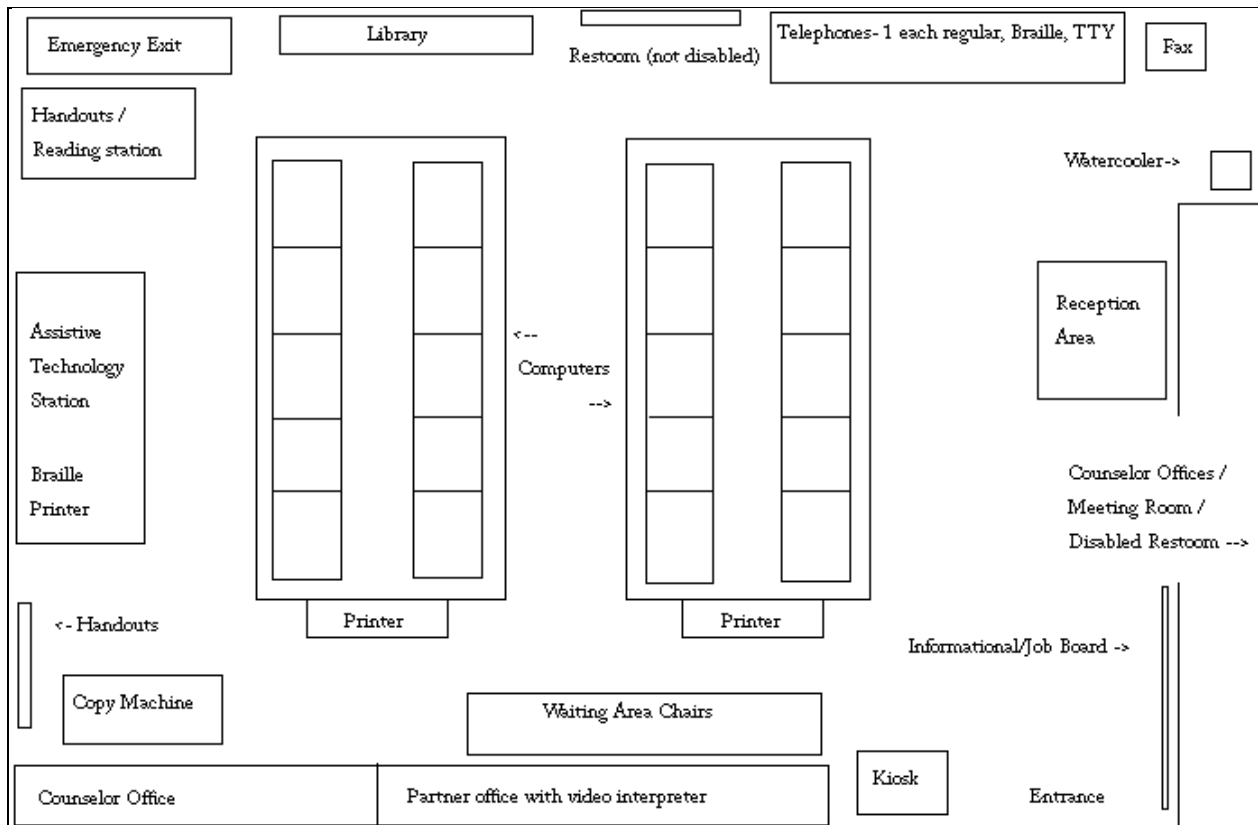 Emergency Exit
Library
Restoom (not disabled)
Telephones- 1 each regular, Braille, TTY
Fax
Handouts /
Reading station
Watercooler->
Assistive
Technology
Station
Braille
Printer
<--
Computers
-->
Reception
Area
Counselor Offices /
Meeting Room /
Disabled Restoom -->
<- Handouts
Printer
Printer
Informational/Job Board ->
Copy Machine
Waiting Area Chairs
Kiosk
Counselor Office
Partner office with video interpreter
Entrance